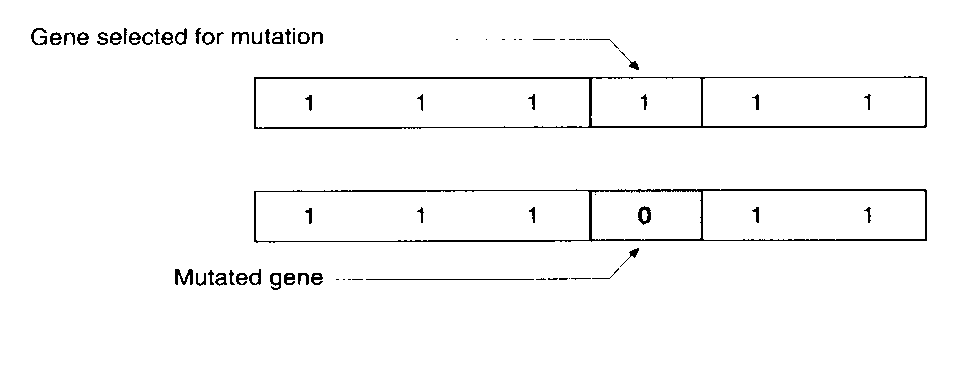 Gene selected for mutation
1 1 1 1 1 1
1 1 1 0 1 1
Mutated gene